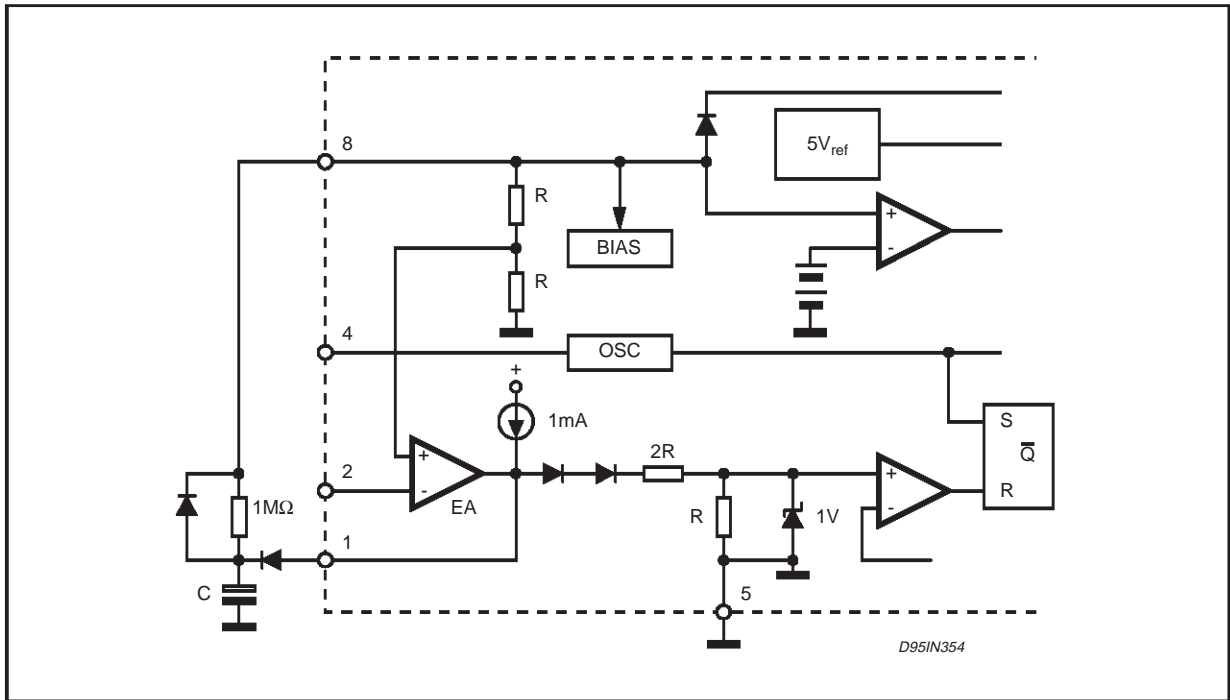 8
R
5Vref
+
-
BIAS
R
4
OSC
+
1mA
S
Q̅
2R
+
2
-
EA
+
R
1MΩ
R
1V
-
1
C
5
D95IN354